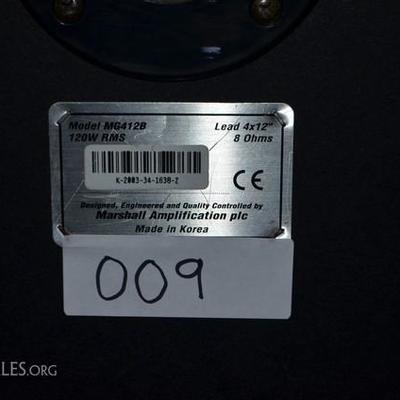 Model MG412B Lead 4x12"
120W RMS 8 Ohms
K-2003-34-1638-Z
CE
Designed, Engineered and Quality Controlled by
Marshall Amplification plc
Made in Korea
009
LES.ORG